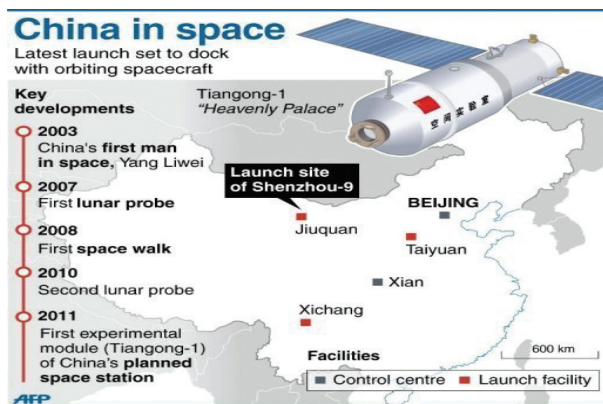 China in space
Latest launch set to dock
with orbiting spacecraft
Key
developments
2003
China's first man
in space, Yang Liwei
2007
First lunar probe
2008
First space walk
2010
Second lunar probe
2011
First experimental
module (Tiangong-1)
of China's planned
space station
Tiangong-1
"Heavenly Palace"
空间实验室
Launch site
of Shenzhou-9
Jiuquan
BEIJING
Taiyuan
Xian
Xichang
600 km
Facilities
Control centre
Launch facility
AFP